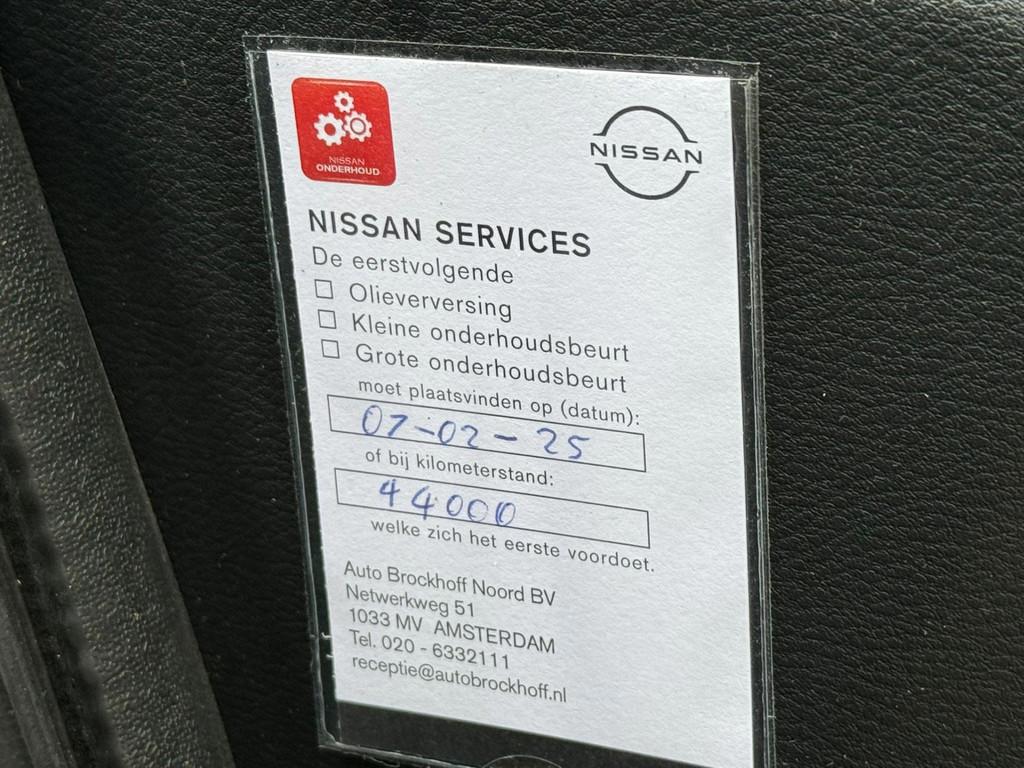 NISSAN
ONDERHOUD
NISSAN
NISSAN SERVICES
De eerstvolgende
☐ Olieverversing
☐ Kleine onderhoudsbeurt
☐ Grote onderhoudsbeurt
moet plaatsvinden op (datum):
07-02-25
of bij kilometerstand:
44000
welke zich het eerste voordoet.
Auto Brockhoff Noord BV
Netwerkweg 51
1033 MV AMSTERDAM
Tel. 020 - 6332111
receptie@autobrockhoff.nl